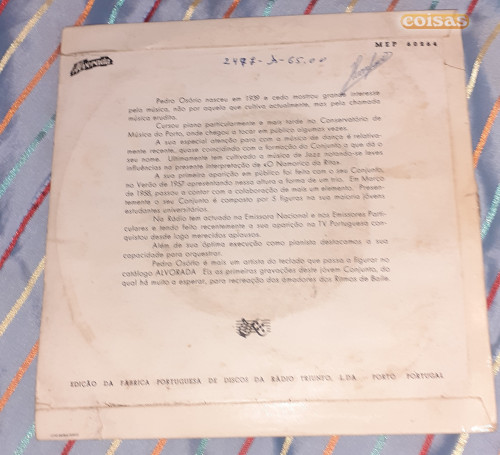 coisas
Alvorada
MEP 60264
2477-A-65.00
Pedro Osório nasceu em 1939 e cedo mostrou grande interesse
pela música, não por aquela que cultiva actualmente, mas pela chamada
música erudita.
Cursou piano particularmente e mais tarde no Conservatório de
Música do Porto, onde chegou a tocar em público algumas vezes.
A sua especial atenção para com a música de dança é relativa-
mente recente, quase coincidindo com a formação do Conjunto a que dá o
seu nome. Ultimamente tem cultivado a música de Jazz notando-se leves
influências na presente interpretação de «O Namorico da Rita».
A sua primeira aparição em público foi feita com o seu Conjunto,
no Verão de 1957 apresentando nessa altura a forma de um trio. Em Março
de 1958, passou a contar com a colaboração de mais um elemento. Presen-
temente o seu Conjunto é composto por 5 figuras na sua maioria jóvens
estudantes universitários.
Na Rádio tem actuado na Emissora Nacional e nos Emissores Parti-
culares e tendo feito recentemente a sua aparição na TV Portuguesa con-
quistou desde logo merecidos aplausos.
Além de sua óptima execução como pianista destacamos a sua
capacidade para orquestrar.
Pedro Osório é mais um artista do teclado que passa a figurar no
catálogo ALVORADA Eis as primeiras gravações deste jóvem Conjunto, do
qual há muito a esperar, para recreação dos amadores dos Ritmos de Baile.
EDIÇÃO DA FÁBRICA PORTUGUESA DE DISCOS DA RÁDIO TRIUNFO, L.DA - PORTO, PORTUGAL